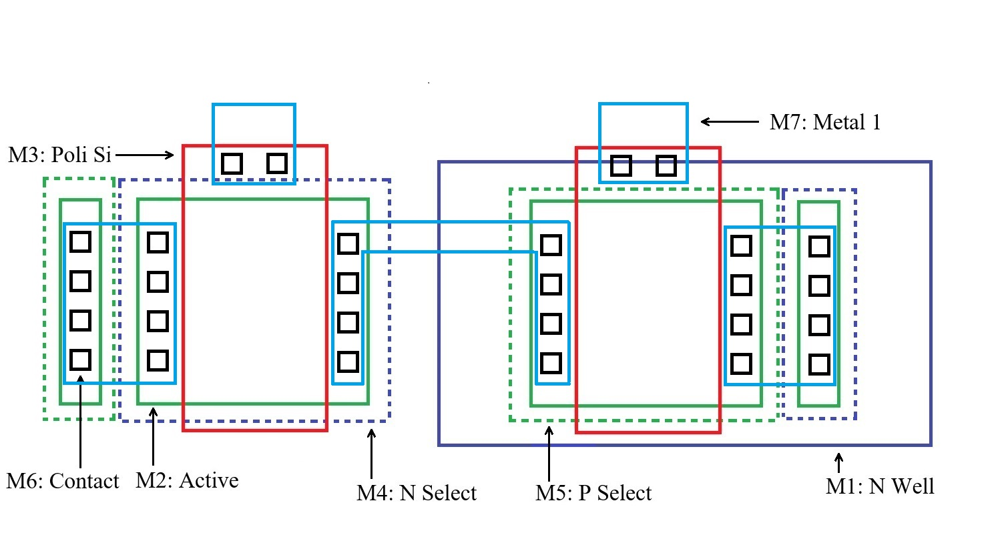 M7: Metal 1
M3: Poli Si
M6: Contact
M2: Active
M4: N Select
M5: P Select
M1: N Well